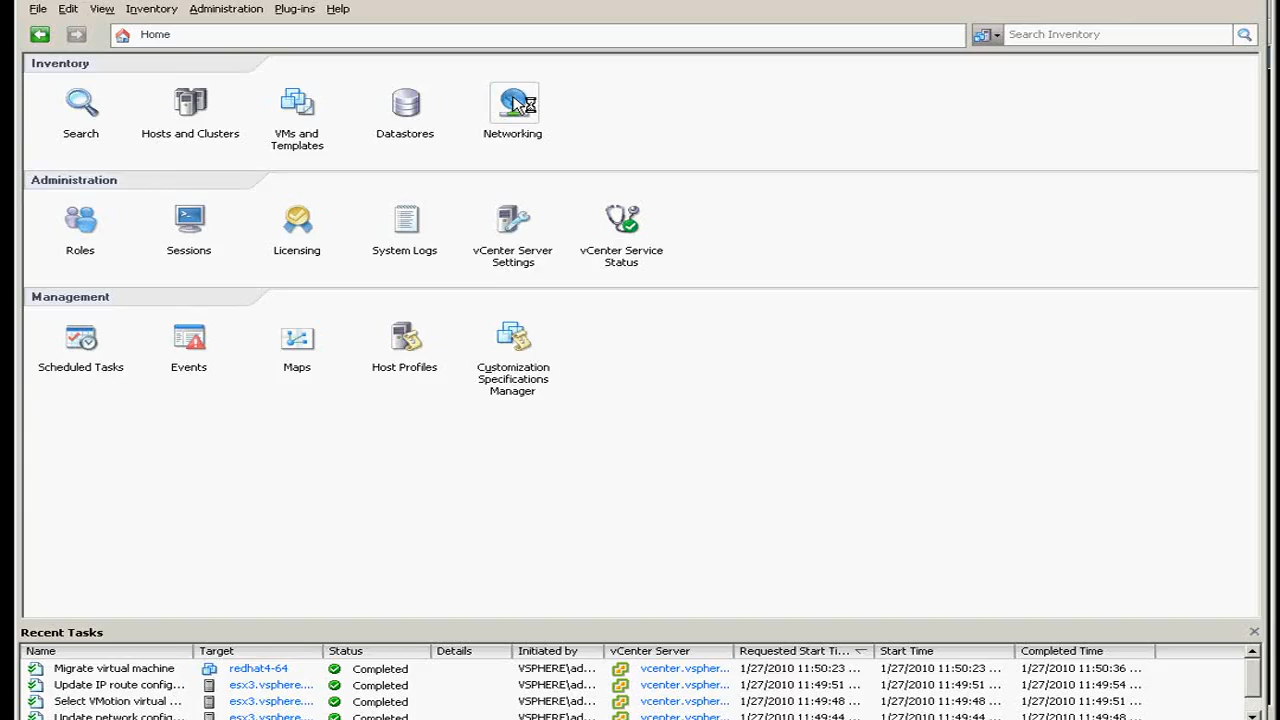 File Edit View Inventory Administration Plug-ins Help
Home
Search Inventory
Inventory
Search Hosts and Clusters VMs and Templates Datastores Networking
Administration
Roles Sessions Licensing System Logs vCenter Server Settings vCenter Service Status
Management
Scheduled Tasks Events Maps Host Profiles Customization Specifications Manager
Recent Tasks
Name Target Status Details Initiated by vCenter Server Requested Start Ti... Start Time Completed Time
Migrate virtual machine redhat4-64 Completed VSPHERE\ad... vcenter.vspher... 1/27/2010 11:50:23 ... 1/27/2010 11:50:23 ... 1/27/2010 11:50:36 ...
Update IP route config... esx3.vsphere.... Completed VSPHERE\ad... vcenter.vspher... 1/27/2010 11:49:51 ... 1/27/2010 11:49:51 ... 1/27/2010 11:49:54 ...
Select VMotion virtual ... esx3.vsphere.... Completed VSPHERE\ad... vcenter.vspher... 1/27/2010 11:49:48 ... 1/27/2010 11:49:48 ... 1/27/2010 11:49:51 ...
Update network config... esx3.vsphere.... Completed VSPHERE\ad... vcenter.vspher... 1/27/2010 11:49:44 ... 1/27/2010 11:49:44 ... 1/27/2010 11:49:48 ...